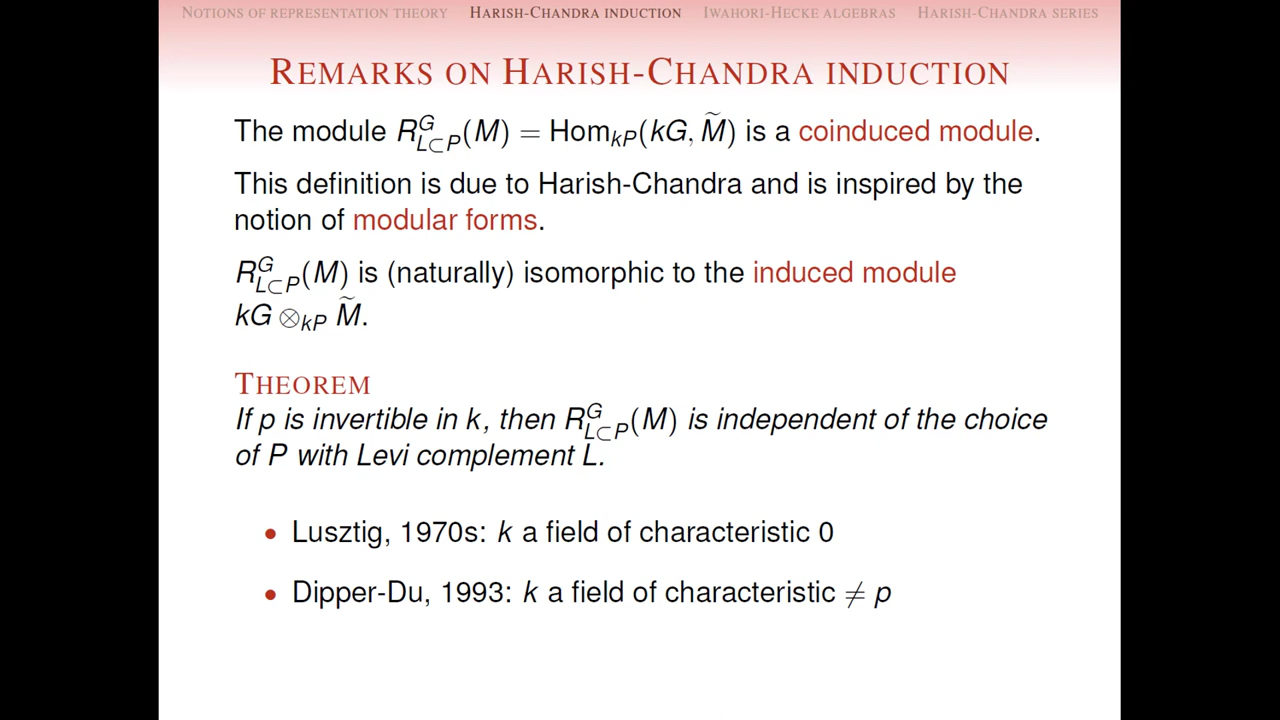 NOTIONS OF REPRESENTATION THEORY HARISH-CHANDRA INDUCTION IWAHORI-HECKE ALGEBRAS HARISH-CHANDRA SERIES
REMARKS ON HARISH-CHANDRA INDUCTION
The module R^G_{L⊂P}(M) = Hom_{kP}(kG, M̃) is a coinduced module.
This definition is due to Harish-Chandra and is inspired by the
notion of modular forms.
R^G_{L⊂P}(M) is (naturally) isomorphic to the induced module
kG ⊗_{kP} M̃.
THEOREM
If p is invertible in k, then R^G_{L⊂P}(M) is independent of the choice
of P with Levi complement L.
• Lusztig, 1970s: k a field of characteristic 0
• Dipper-Du, 1993: k a field of characteristic ≠ p